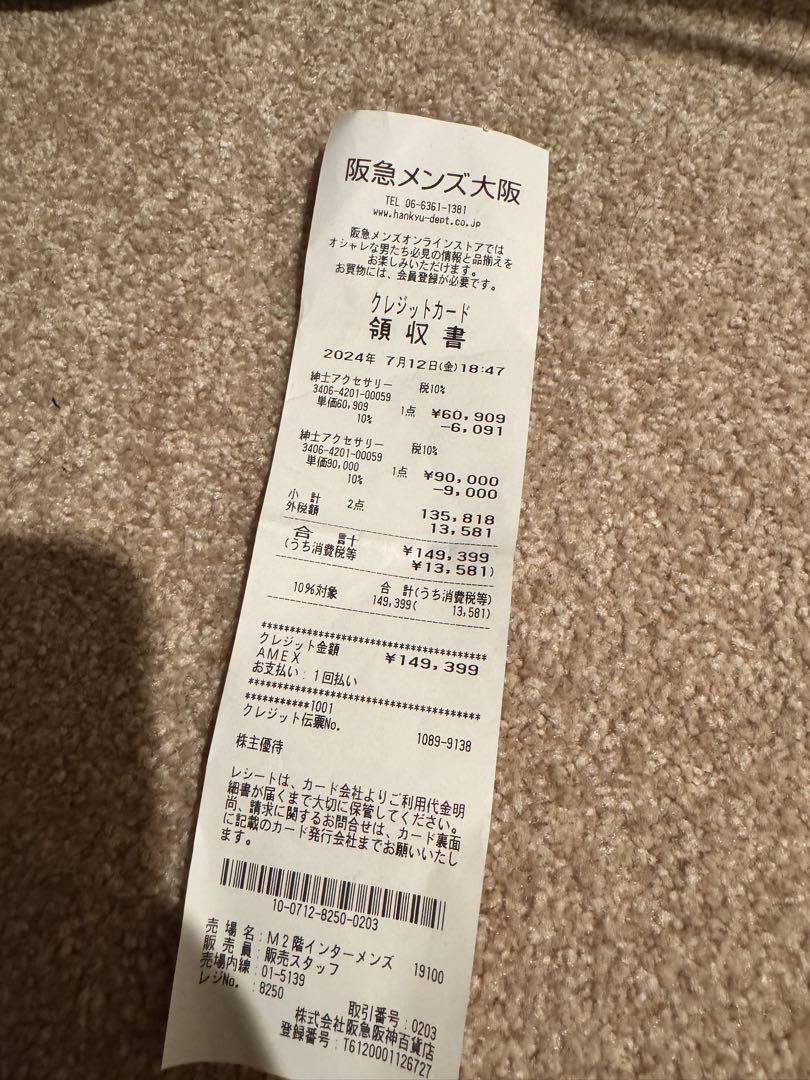 阪急メンズ大阪
TEL 06-6361-1381
www.hankyu-dept.co.jp
阪急メンズオンラインストアでは
オシャレな男たち必見の情報と品揃えを
お楽しみいただけます。
お買物には、会員登録が必要です。
クレジットカード
領収書
2024年 7月12日(金)18:47
紳士アクセサリー 税10%
3406-4201-00059
単価60,909 1点 ¥60,909
10% -6,091
紳士アクセサリー 税10%
3406-4201-00059
単価90,000 1点 ¥90,000
10% -9,000
小計 2点 135,818
外税額 13,581
合計 ¥149,399
(うち消費税等 ¥13,581)
10%対象 合計(うち消費税等)
149,399( 13,581)
****************************************
クレジット金額 ¥149,399
AMEX
お支払い: 1回払い
****************************************
***********1001
クレジット伝票No. 1089-9138
株主優待
レシートは、カード会社よりご利用代金明
細書が届くまで大切に保管してください。
尚、請求に関するお問合せは、カード裏面
に記載のカード発行会社までお願いいたし
ます。
10-0712-8250-0203
売場名:M2階インターメンズ
販売員:販売スタッフ 19100
売場内線:01-5139
レジNo. :8250
取引番号:0203
株式会社阪急阪神百貨店
登録番号:T6120001126727